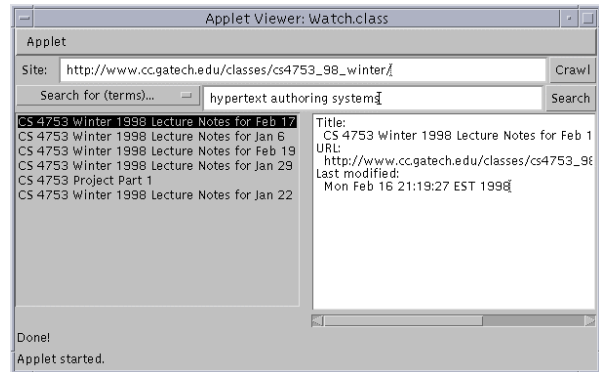 Applet Viewer: Watch.class
Applet
Site: http://www.cc.gatech.edu/classes/cs4753_98_winter/ Crawl
Search for (terms)... hypertext authoring systems Search
CS 4753 Winter 1998 Lecture Notes for Feb 17
CS 4753 Winter 1998 Lecture Notes for Jan 6
CS 4753 Winter 1998 Lecture Notes for Feb 19
CS 4753 Winter 1998 Lecture Notes for Jan 29
CS 4753 Project Part 1
CS 4753 Winter 1998 Lecture Notes for Jan 22
Title:
CS 4753 Winter 1998 Lecture Notes for Feb 1
URL:
http://www.cc.gatech.edu/classes/cs4753_98
Last modified:
Mon Feb 16 21:19:27 EST 1998
Done!
Applet started.